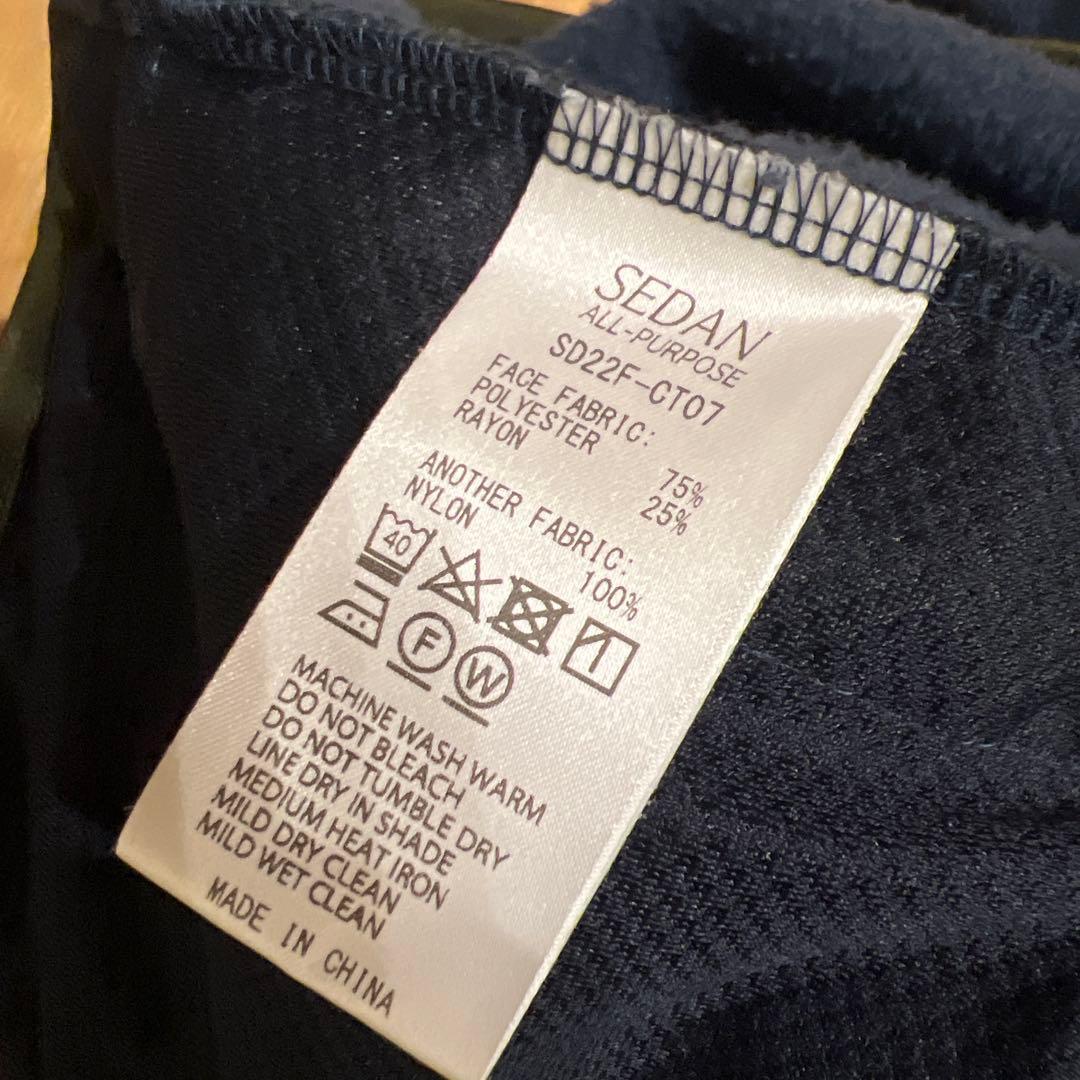 SEDAN
ALL-PURPOSE
SD22F-CT07
FACE FABRIC:
POLYESTER 75%
RAYON 25%
ANOTHER FABRIC:
NYLON 100%
40
F W
MACHINE WASH WARM
DO NOT BLEACH
DO NOT TUMBLE DRY
LINE DRY IN SHADE
MEDIUM HEAT IRON
MILD DRY CLEAN
MILD WET CLEAN
MADE IN CHINA